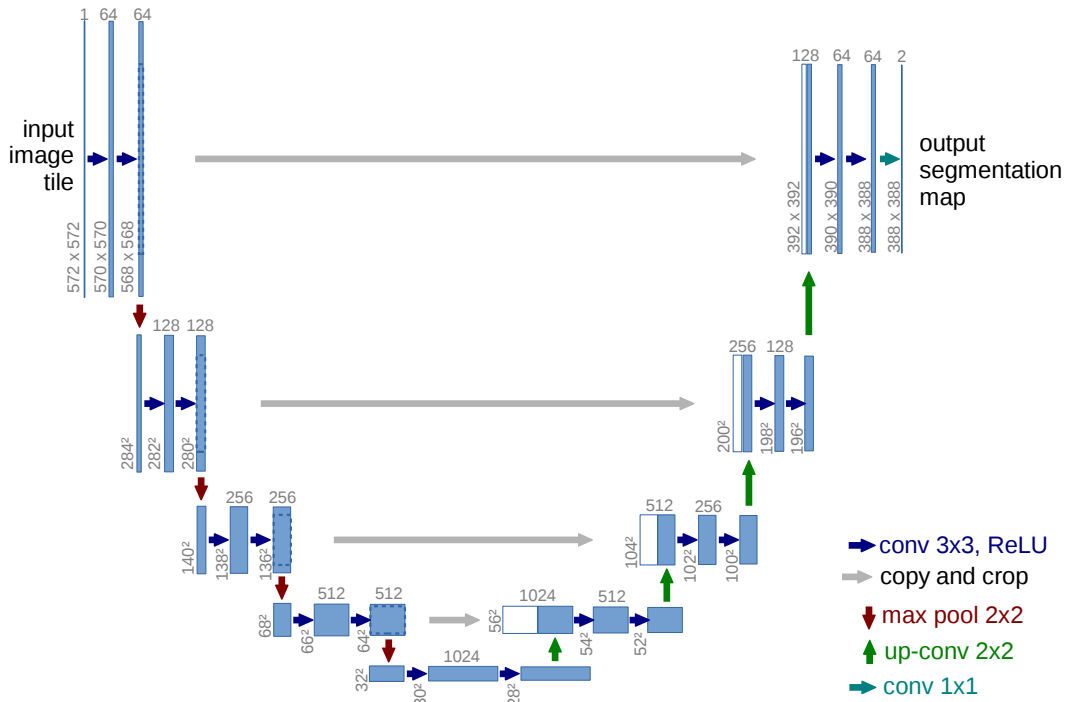 1 64 64
128 64 64 2
input
image
tile
output
segmentation
map
572 x 572
570 x 570
568 x 568
392 x 392
390 x 390
388 x 388
388 x 388
128 128
256 128
284²
282²
280²
200²
198²
196²
256 256
512 256
140²
138²
136²
104²
102²
100²
512 512
1024 512
68²
66²
64²
56²
54²
52²
1024
32²
30²
28²
conv 3x3, ReLU
copy and crop
max pool 2x2
up-conv 2x2
conv 1x1